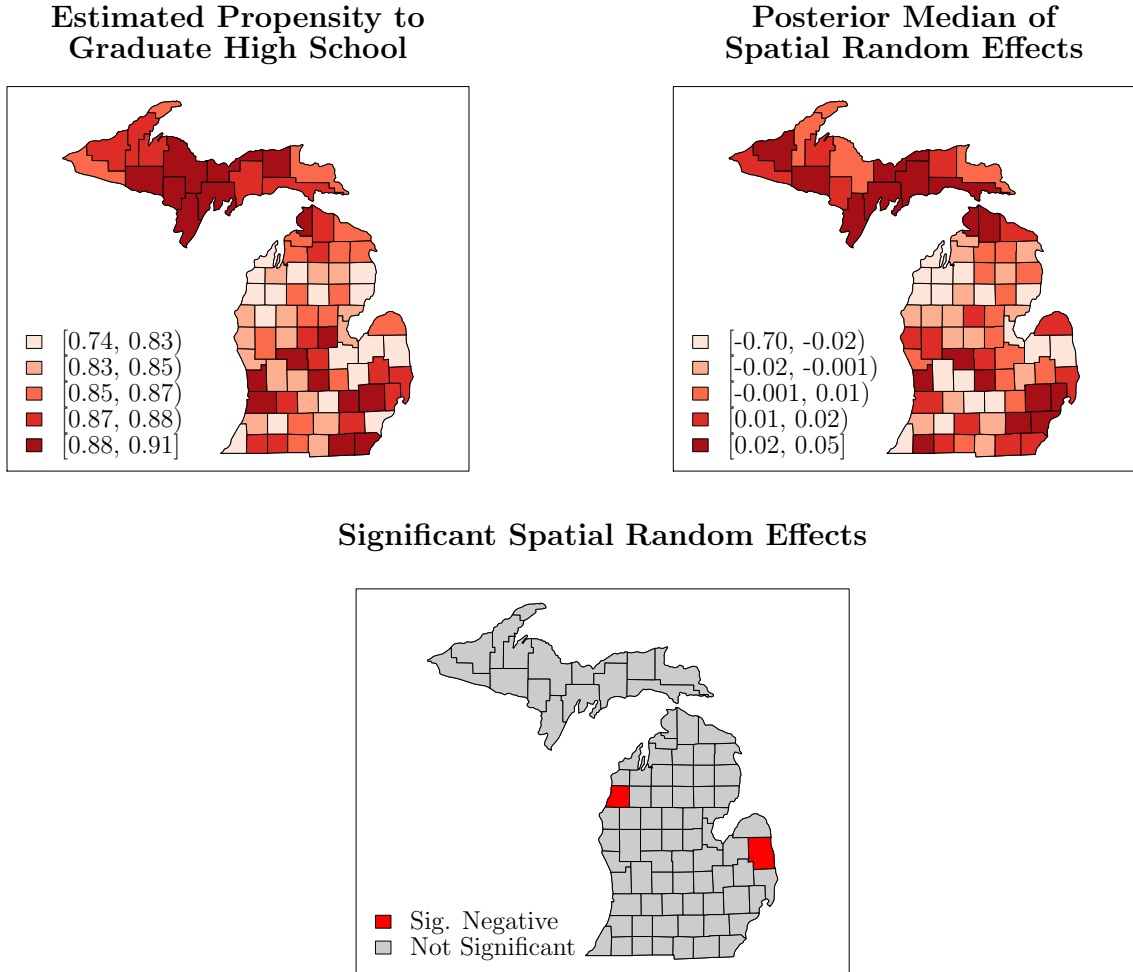 Estimated Propensity to
Graduate High School
[0.74, 0.83)
[0.83, 0.85)
[0.85, 0.87)
[0.87, 0.88)
[0.88, 0.91]
Posterior Median of
Spatial Random Effects
[-0.70, -0.02)
[-0.02, -0.001)
[-0.001, 0.01)
[0.01, 0.02)
[0.02, 0.05]
Significant Spatial Random Effects
Sig. Negative
Not Significant